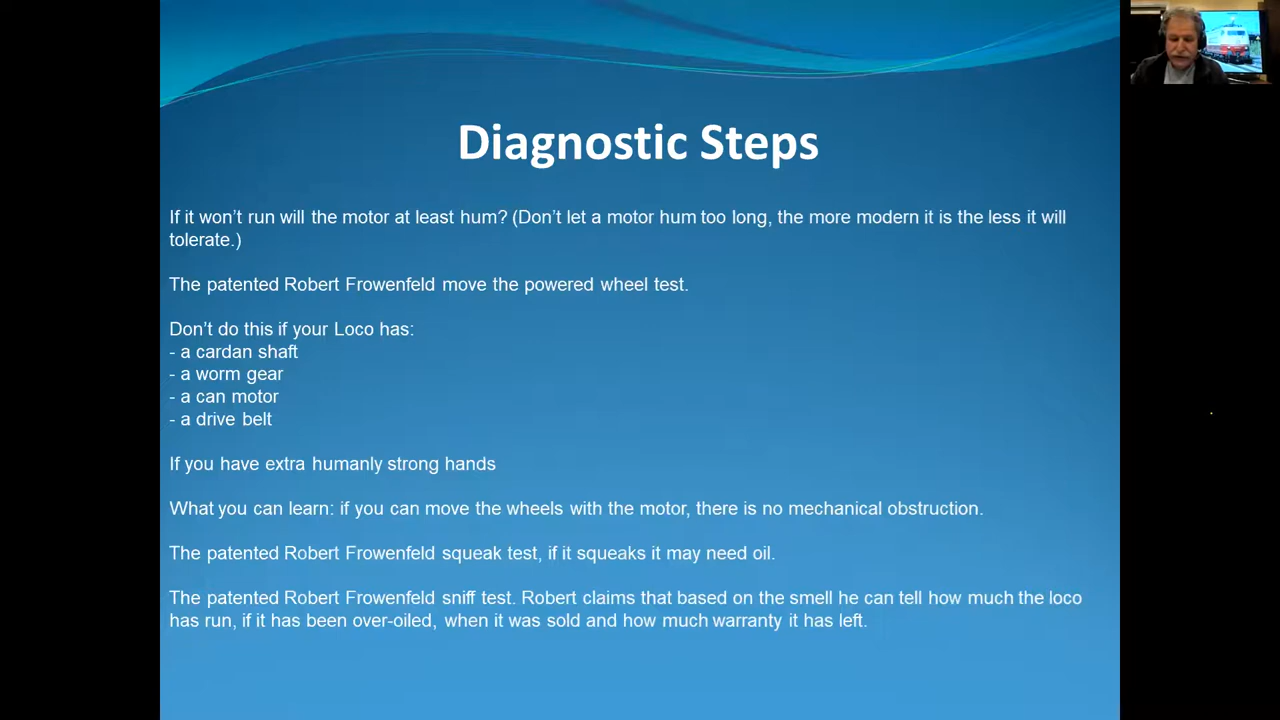 Diagnostic Steps
If it won’t run will the motor at least hum? (Don’t let a motor hum too long, the more modern it is the less it will
tolerate.)
The patented Robert Frowenfeld move the powered wheel test.
Don’t do this if your Loco has:
- a cardan shaft
- a worm gear
- a can motor
- a drive belt
If you have extra humanly strong hands
What you can learn: if you can move the wheels with the motor, there is no mechanical obstruction.
The patented Robert Frowenfeld squeak test, if it squeaks it may need oil.
The patented Robert Frowenfeld sniff test. Robert claims that based on the smell he can tell how much the loco
has run, if it has been over-oiled, when it was sold and how much warranty it has left.